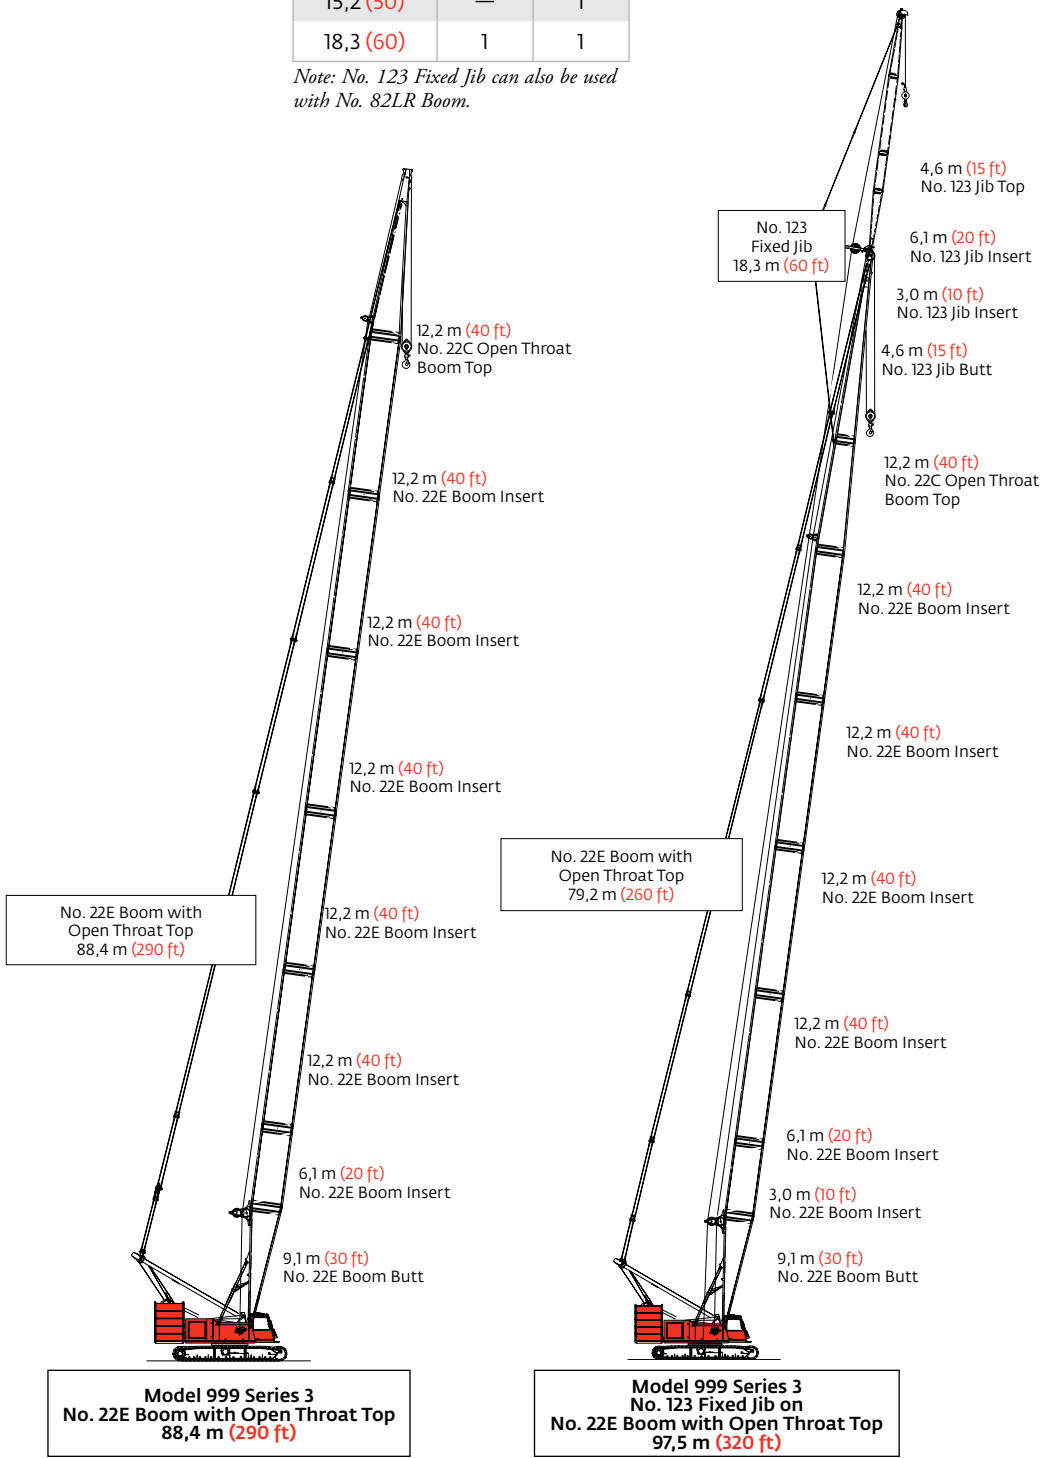 15,2 (50) — 1
18,3 (60) 1 1
Note: No. 123 Fixed Jib can also be used
with No. 82LR Boom.
12,2 m (40 ft)
No. 22C Open Throat
Boom Top
12,2 m (40 ft)
No. 22E Boom Insert
12,2 m (40 ft)
No. 22E Boom Insert
12,2 m (40 ft)
No. 22E Boom Insert
12,2 m (40 ft)
No. 22E Boom Insert
No. 22E Boom with
Open Throat Top
88,4 m (290 ft)
12,2 m (40 ft)
No. 22E Boom Insert
6,1 m (20 ft)
No. 22E Boom Insert
9,1 m (30 ft)
No. 22E Boom Butt
Model 999 Series 3
No. 22E Boom with Open Throat Top
88,4 m (290 ft)
4,6 m (15 ft)
No. 123 Jib Top
No. 123
Fixed Jib
18,3 m (60 ft)
6,1 m (20 ft)
No. 123 Jib Insert
3,0 m (10 ft)
No. 123 Jib Insert
4,6 m (15 ft)
No. 123 Jib Butt
12,2 m (40 ft)
No. 22C Open Throat
Boom Top
12,2 m (40 ft)
No. 22E Boom Insert
12,2 m (40 ft)
No. 22E Boom Insert
No. 22E Boom with
Open Throat Top
79,2 m (260 ft)
12,2 m (40 ft)
No. 22E Boom Insert
12,2 m (40 ft)
No. 22E Boom Insert
6,1 m (20 ft)
No. 22E Boom Insert
3,0 m (10 ft)
No. 22E Boom Insert
9,1 m (30 ft)
No. 22E Boom Butt
Model 999 Series 3
No. 123 Fixed Jib on
No. 22E Boom with Open Throat Top
97,5 m (320 ft)